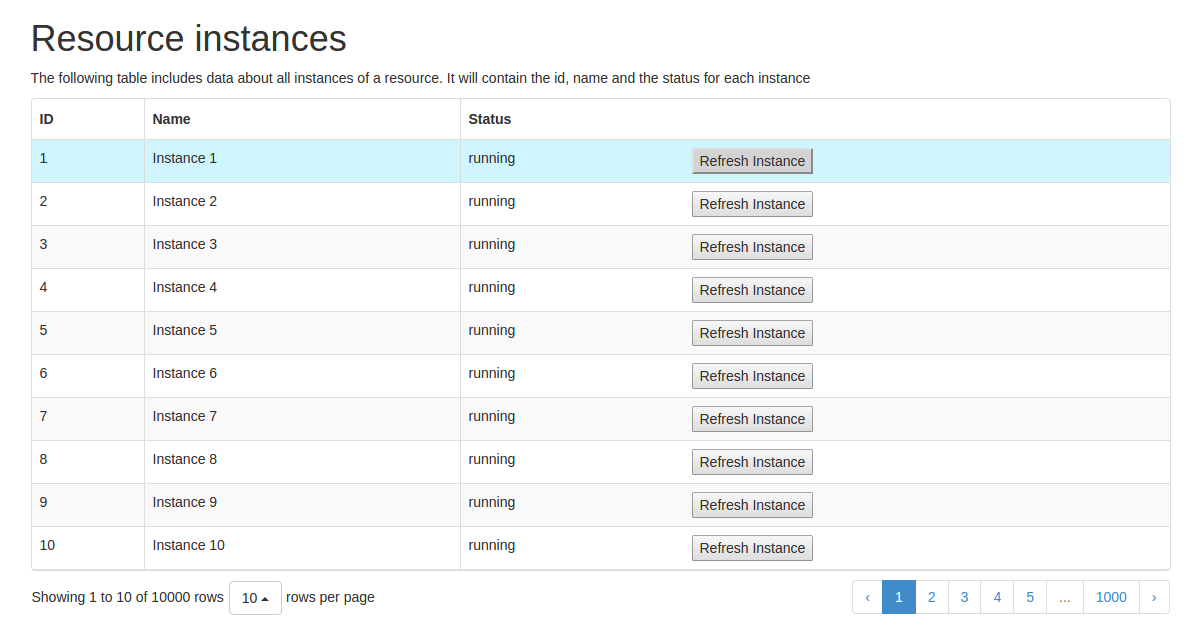 Resource instances
The following table includes data about all instances of a resource. It will contain the id, name and the status for each instance
ID Name Status
1 Instance 1 running Refresh Instance
2 Instance 2 running Refresh Instance
3 Instance 3 running Refresh Instance
4 Instance 4 running Refresh Instance
5 Instance 5 running Refresh Instance
6 Instance 6 running Refresh Instance
7 Instance 7 running Refresh Instance
8 Instance 8 running Refresh Instance
9 Instance 9 running Refresh Instance
10 Instance 10 running Refresh Instance
Showing 1 to 10 of 10000 rows 10 rows per page ‹ 1 2 3 4 5 ... 1000 ›